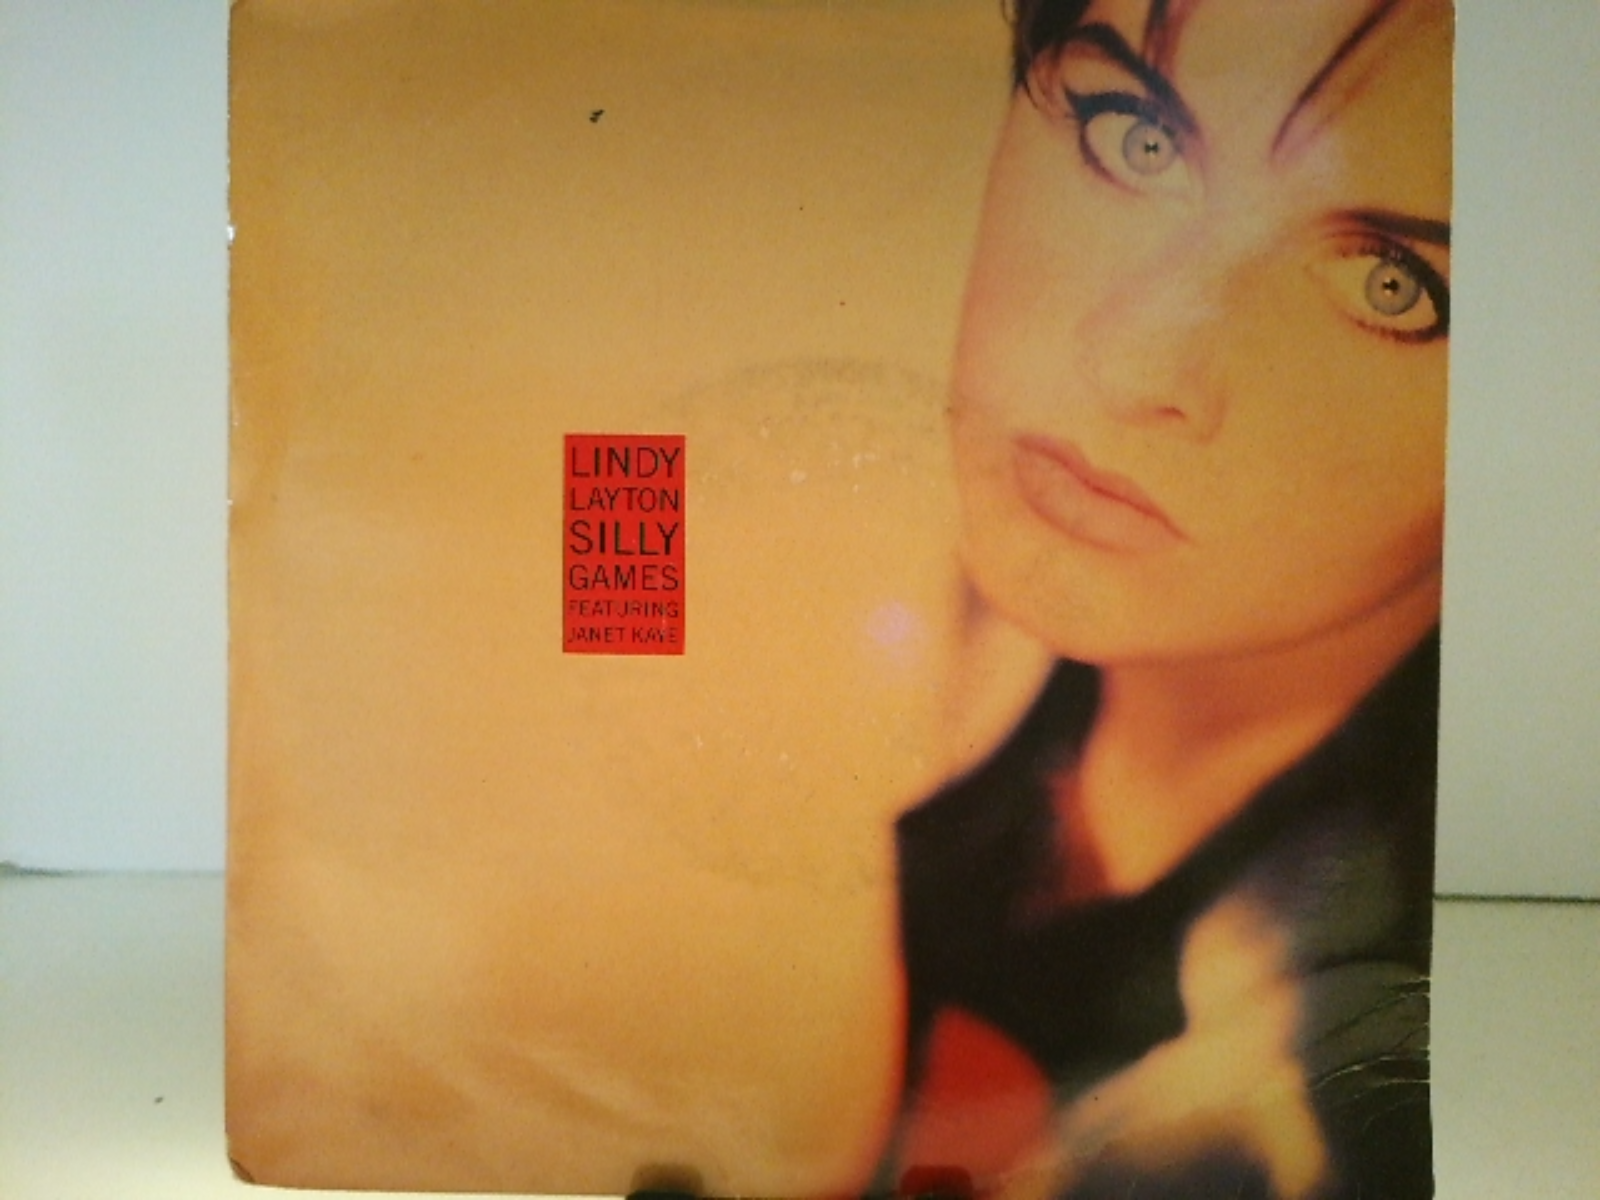 LINDY
LAYTON
SILLY
GAMES
FEATURING
JANET KAYE